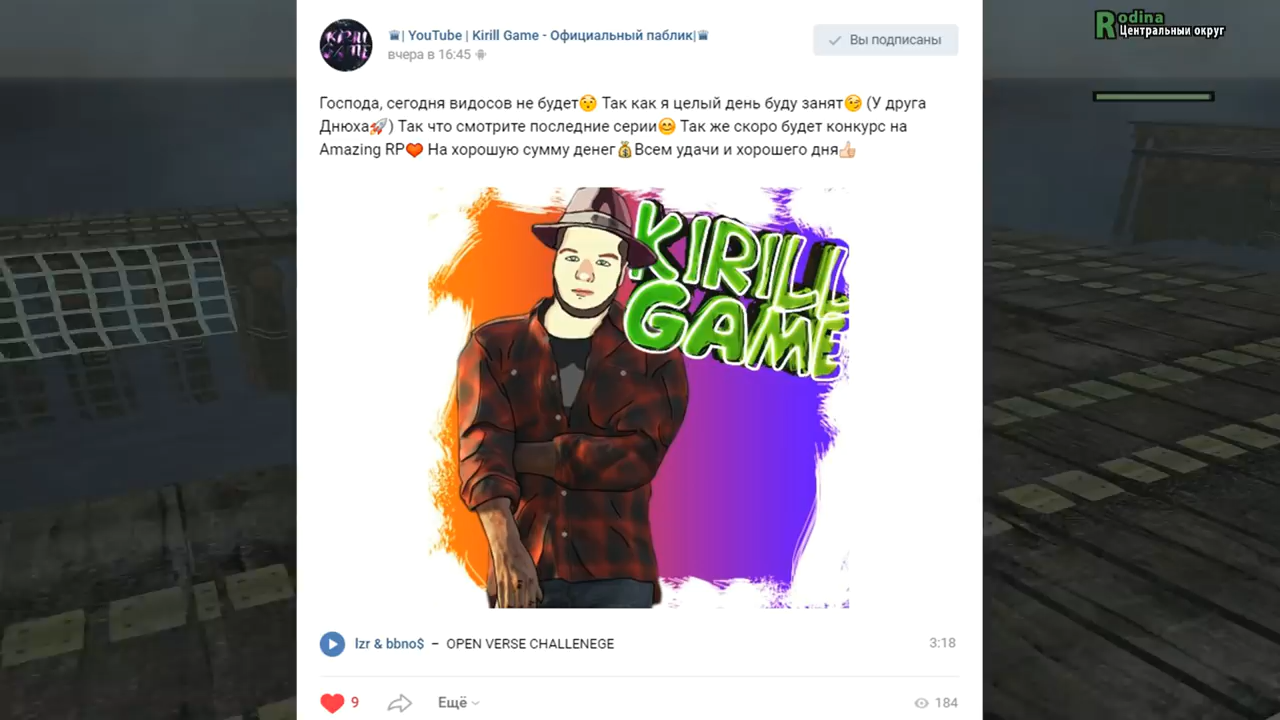 ♛| YouTube | Kirill Game - Официальный паблик|♛
вчера в 16:45
Вы подписаны
Rodina
Центральный округ
Господа, сегодня видосов не будет😯 Так как я целый день буду занят😏 (У друга
Днюха🚀) Так что смотрите последние серии😊 Так же скоро будет конкурс на
Amazing RP❤ На хорошую сумму денег💰Всем удачи и хорошего дня👍🏻
KIRILL
GAME
KIRILL
GAME
lzr & bbno$ – OPEN VERSE CHALLENEGE
3:18
9
Ещё
184